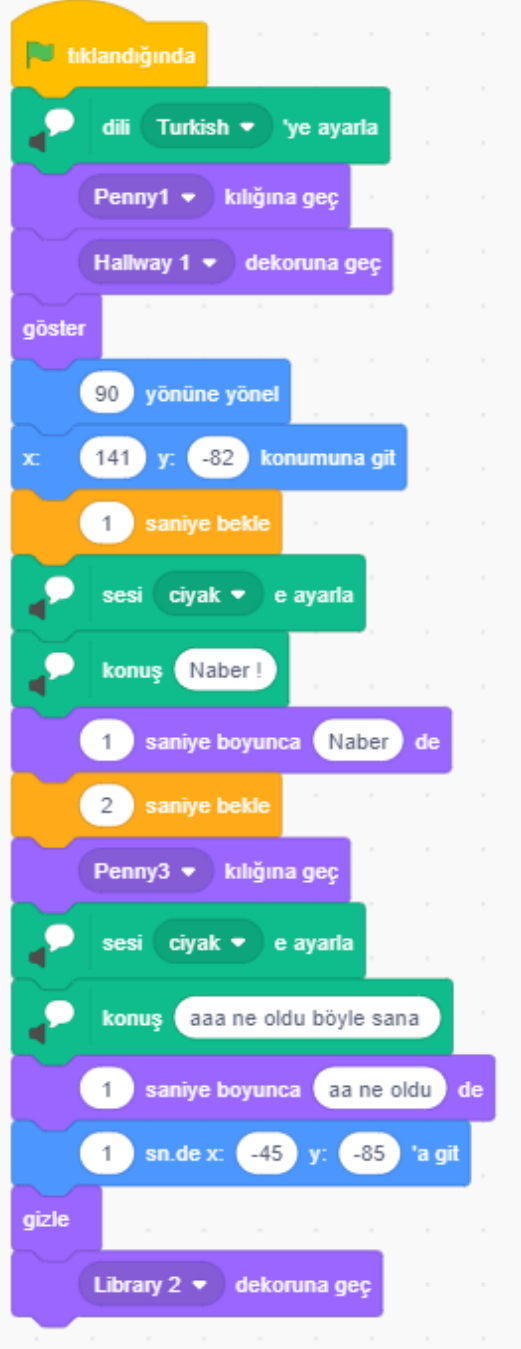 tıklandığında
dili Turkish 'ye ayarla
Penny1 kılığına geç
Hallway 1 dekoruna geç
göster
90 yönüne yönel
x: 141 y: -82 konumuna git
1 saniye bekle
sesi ciyak e ayarla
konuş Naber !
1 saniye boyunca Naber de
2 saniye bekle
Penny3 kılığına geç
sesi ciyak e ayarla
konuş aaa ne oldu böyle sana
1 saniye boyunca aa ne oldu de
1 sn.de x: -45 y: -85 'a git
gizle
Library 2 dekoruna geç